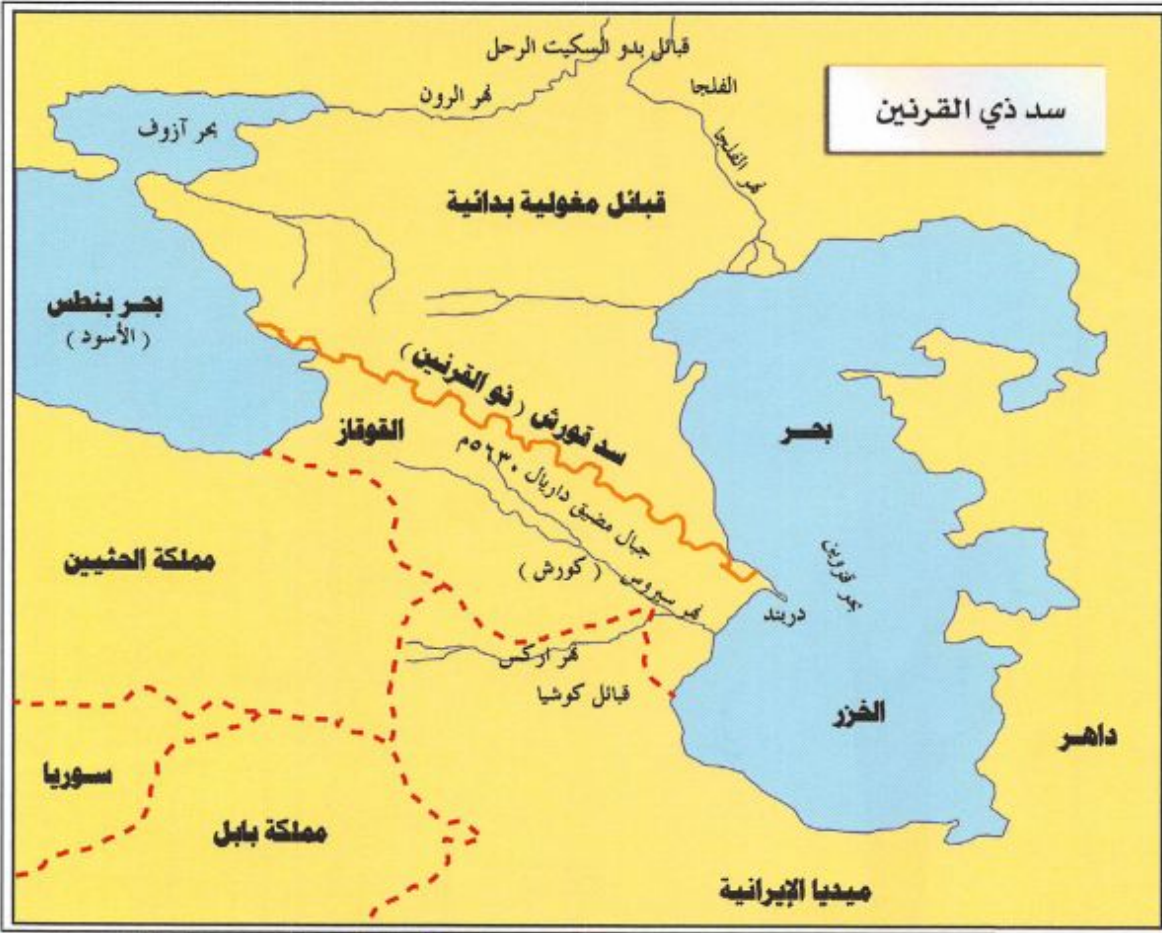 سد ذي القرنين
قبائل بدو السكيت الرحل
الفلجا
نهر الرون
نهر الفلجا
بحر آزوف
قبائل مغولية بدائية
بحر بنطس
( الأسود )
سد قورش ( ذو القرنين )
القوقاز
جبال مضيق داريال ٥٦٣٠م
بحر
بحر قزوين
مملكة الحثيين
( كورش )
نهر سيروس
دربند
نهر اركس
قبائل كوشيا
الخزر
داهر
سوريا
مملكة بابل
ميديا الإيرانية